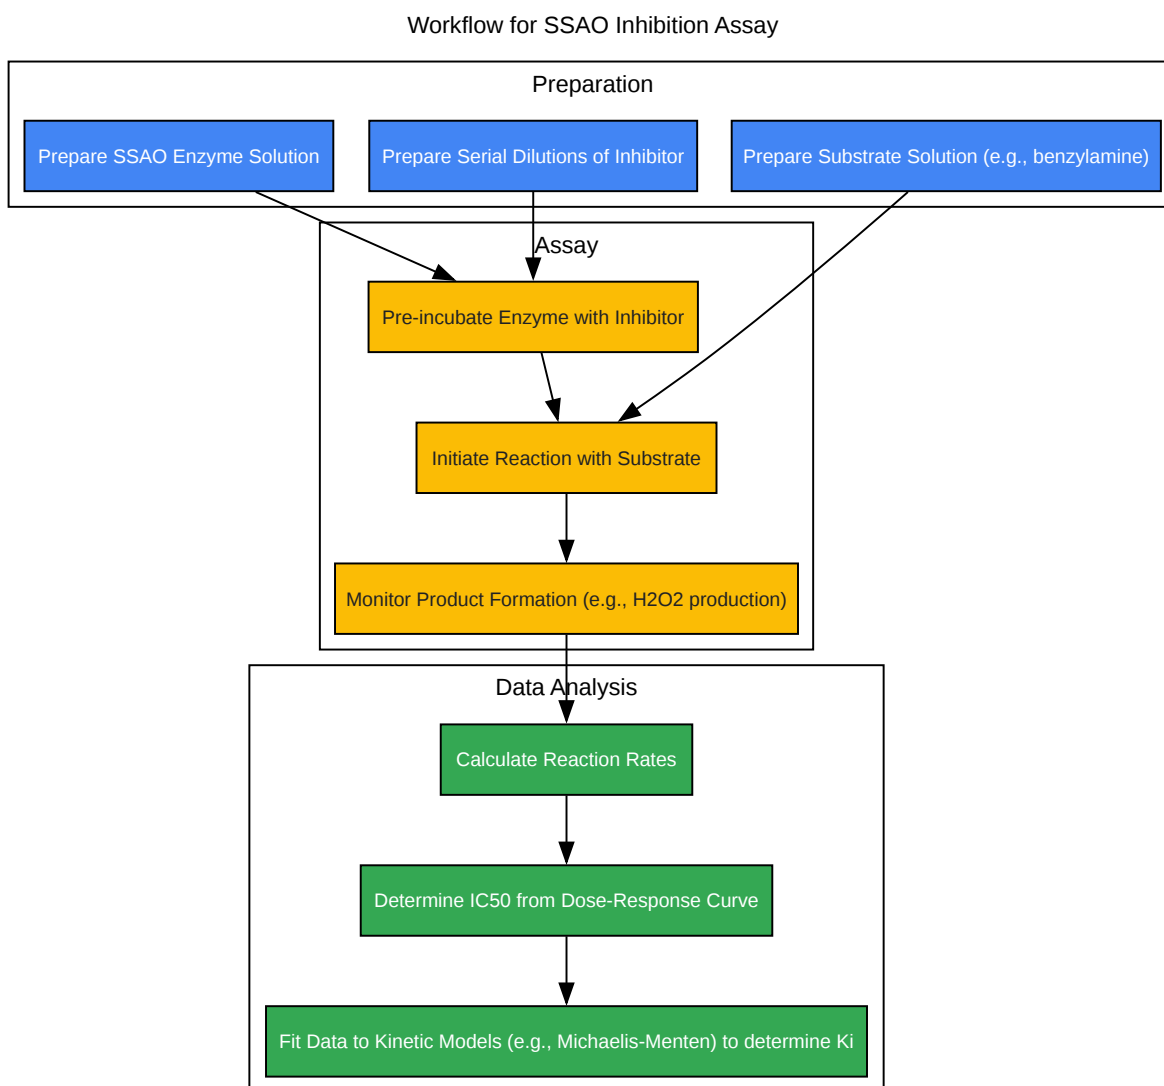 Workflow for SSAO Inhibition Assay
Preparation
Prepare SSAO Enzyme Solution
Prepare Serial Dilutions of Inhibitor
Prepare Substrate Solution (e.g., benzylamine)
Assay
Pre-incubate Enzyme with Inhibitor
Initiate Reaction with Substrate
Monitor Product Formation (e.g., H2O2 production)
Data Analysis
Calculate Reaction Rates
Determine IC50 from Dose-Response Curve
Fit Data to Kinetic Models (e.g., Michaelis-Menten) to determine Ki